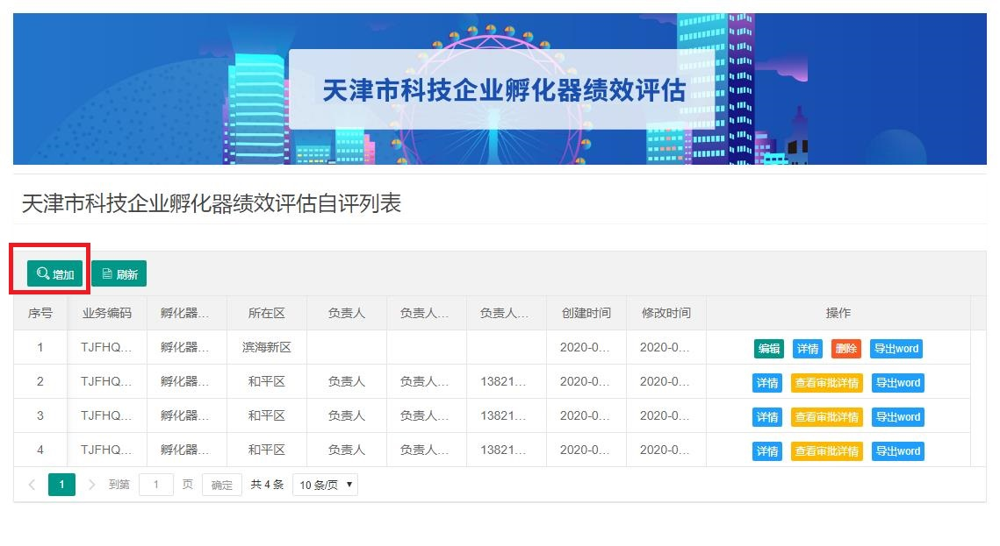 天津市科技企业孵化器绩效评估
天津市科技企业孵化器绩效评估自评列表
增加 刷新
序号 业务编码 孵化器... 所在区 负责人 负责人... 负责人... 创建时间 修改时间 操作
1 TJFHQ... 孵化器... 滨海新区 2020-0... 2020-0... 编辑 详情 删除 导出word
2 TJFHQ... 孵化器... 和平区 负责人 负责人... 13821... 2020-0... 2020-0... 详情 查看审批详情 导出word
3 TJFHQ... 孵化器... 和平区 负责人 负责人... 13821... 2020-0... 2020-0... 详情 查看审批详情 导出word
4 TJFHQ... 孵化器... 和平区 负责人 负责人... 13821... 2020-0... 2020-0... 详情 查看审批详情 导出word
1 到第 1 页 确定 共 4 条 10 条/页